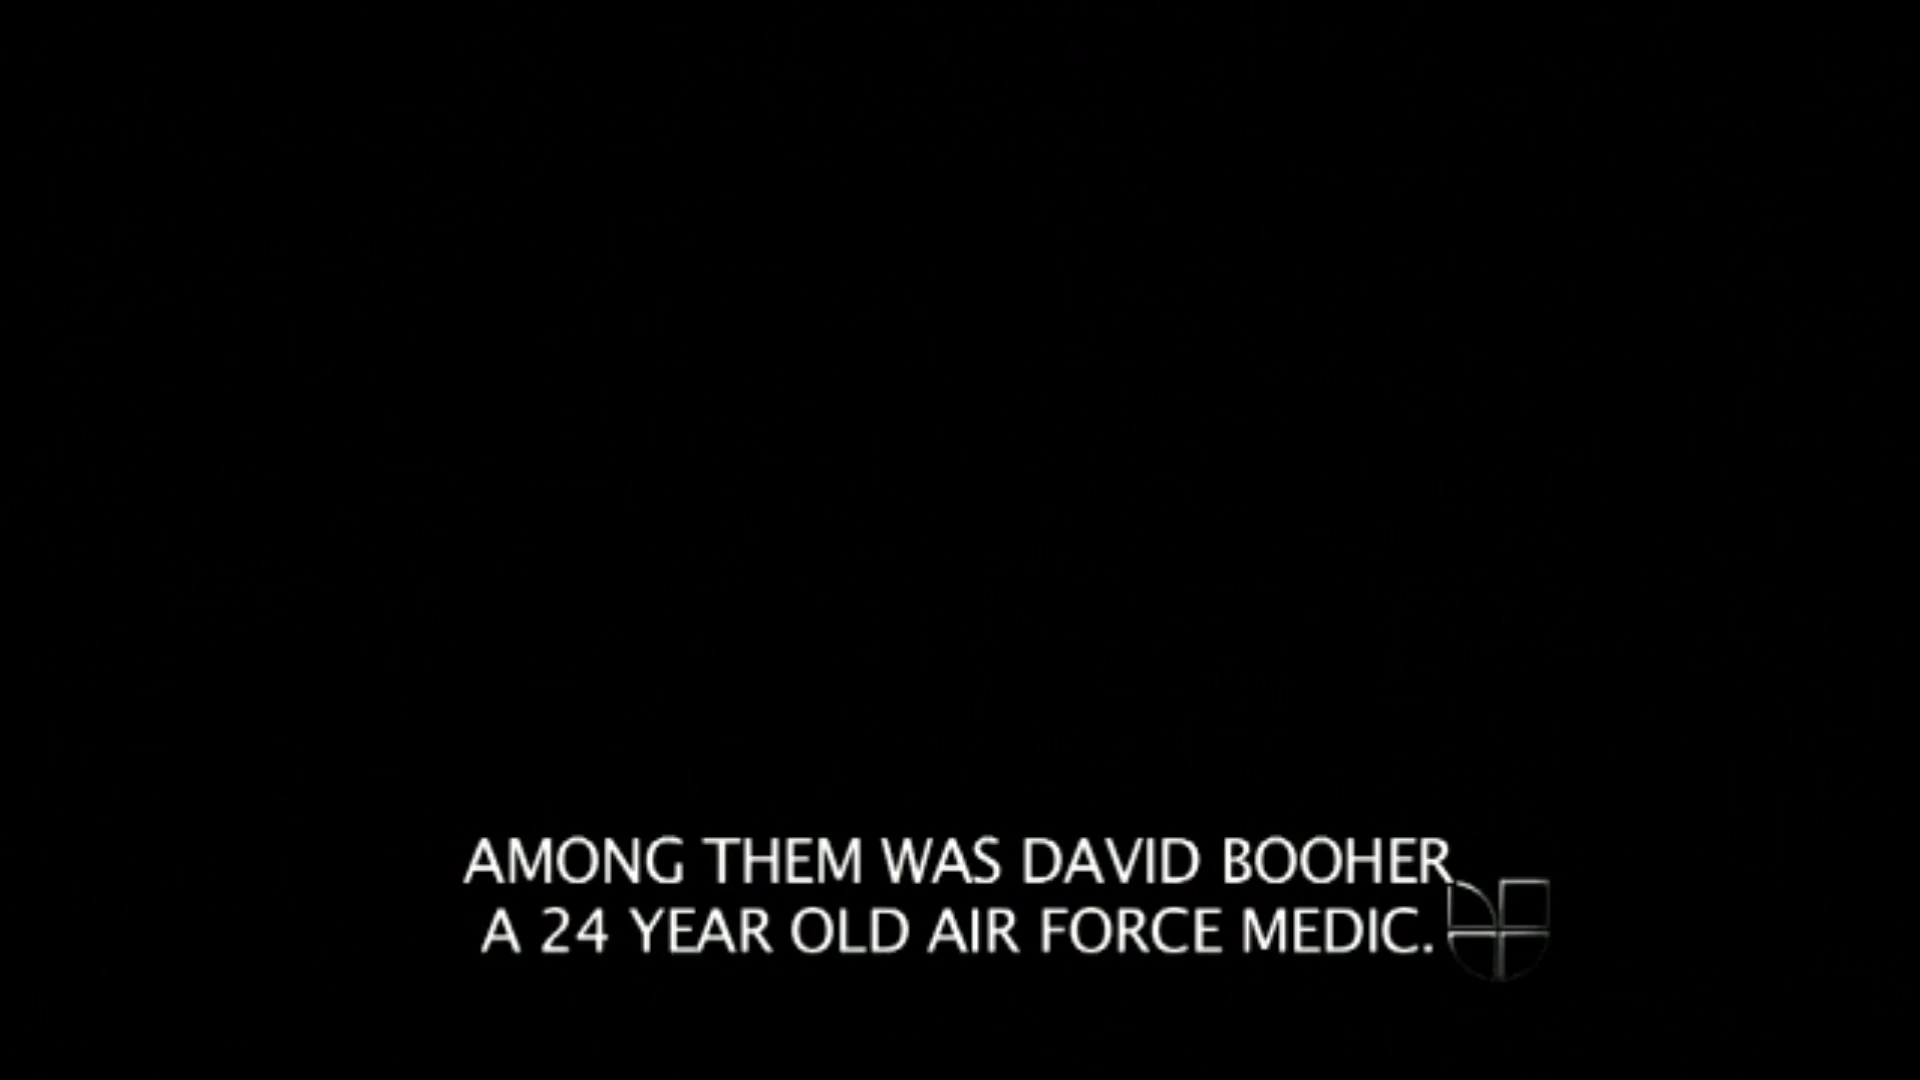 AMONG THEM WAS DAVID BOOHER,
A 24 YEAR OLD AIR FORCE MEDIC.